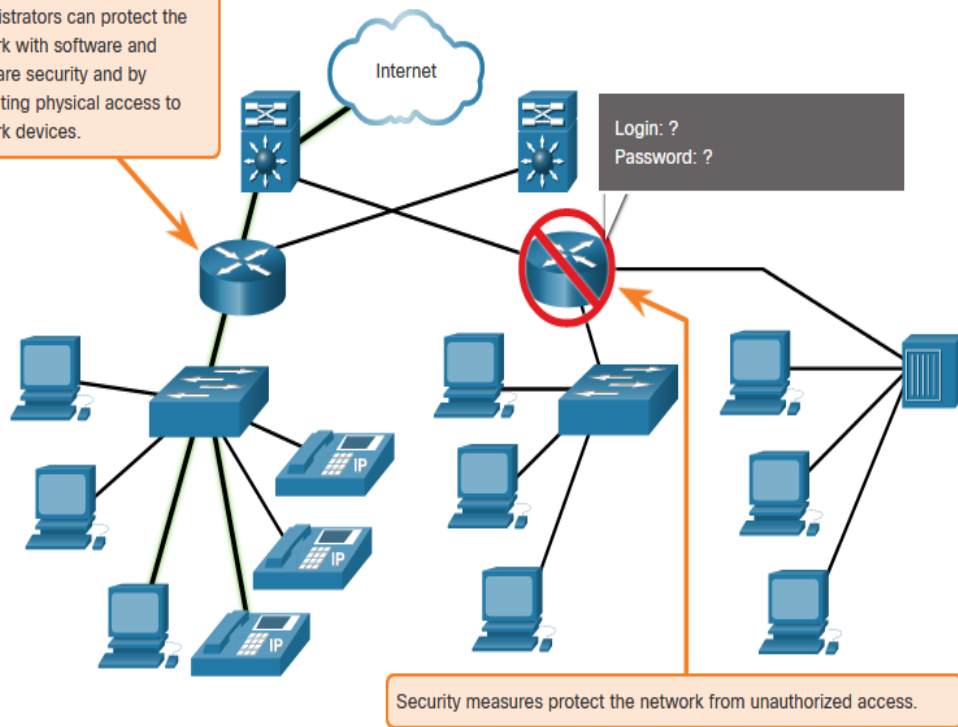 istrators can protect the
rk with software and
are security and by
ting physical access to
rk devices.
Internet
Login: ?
Password: ?
IP
IP
IP
Security measures protect the network from unauthorized access.